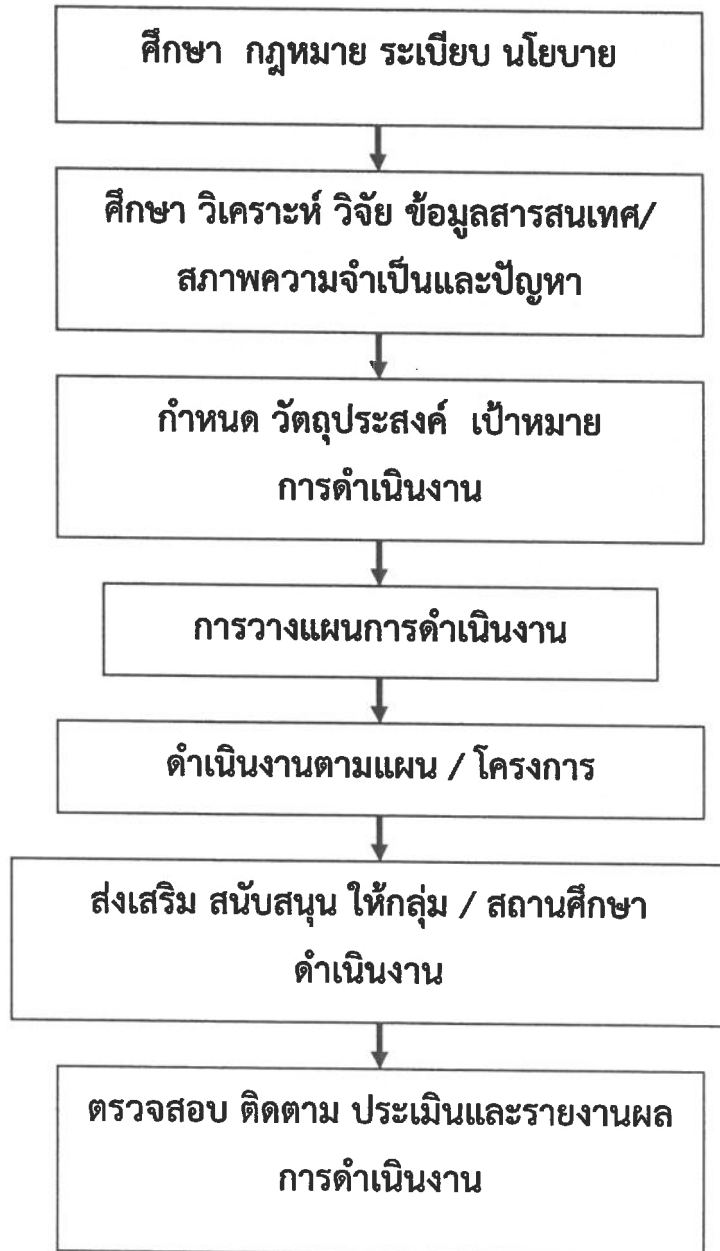 ศึกษา กฎหมาย ระเบียบ นโยบาย
ศึกษา วิเคราะห์ วิจัย ข้อมูลสารสนเทศ/
สภาพความจำเป็นและปัญหา
กำหนด วัตถุประสงค์ เป้าหมาย
การดำเนินงาน
การวางแผนการดำเนินงาน
ดำเนินงานตามแผน / โครงการ
ส่งเสริม สนับสนุน ให้กลุ่ม / สถานศึกษา
ดำเนินงาน
ตรวจสอบ ติดตาม ประเมินและรายงานผล
การดำเนินงาน